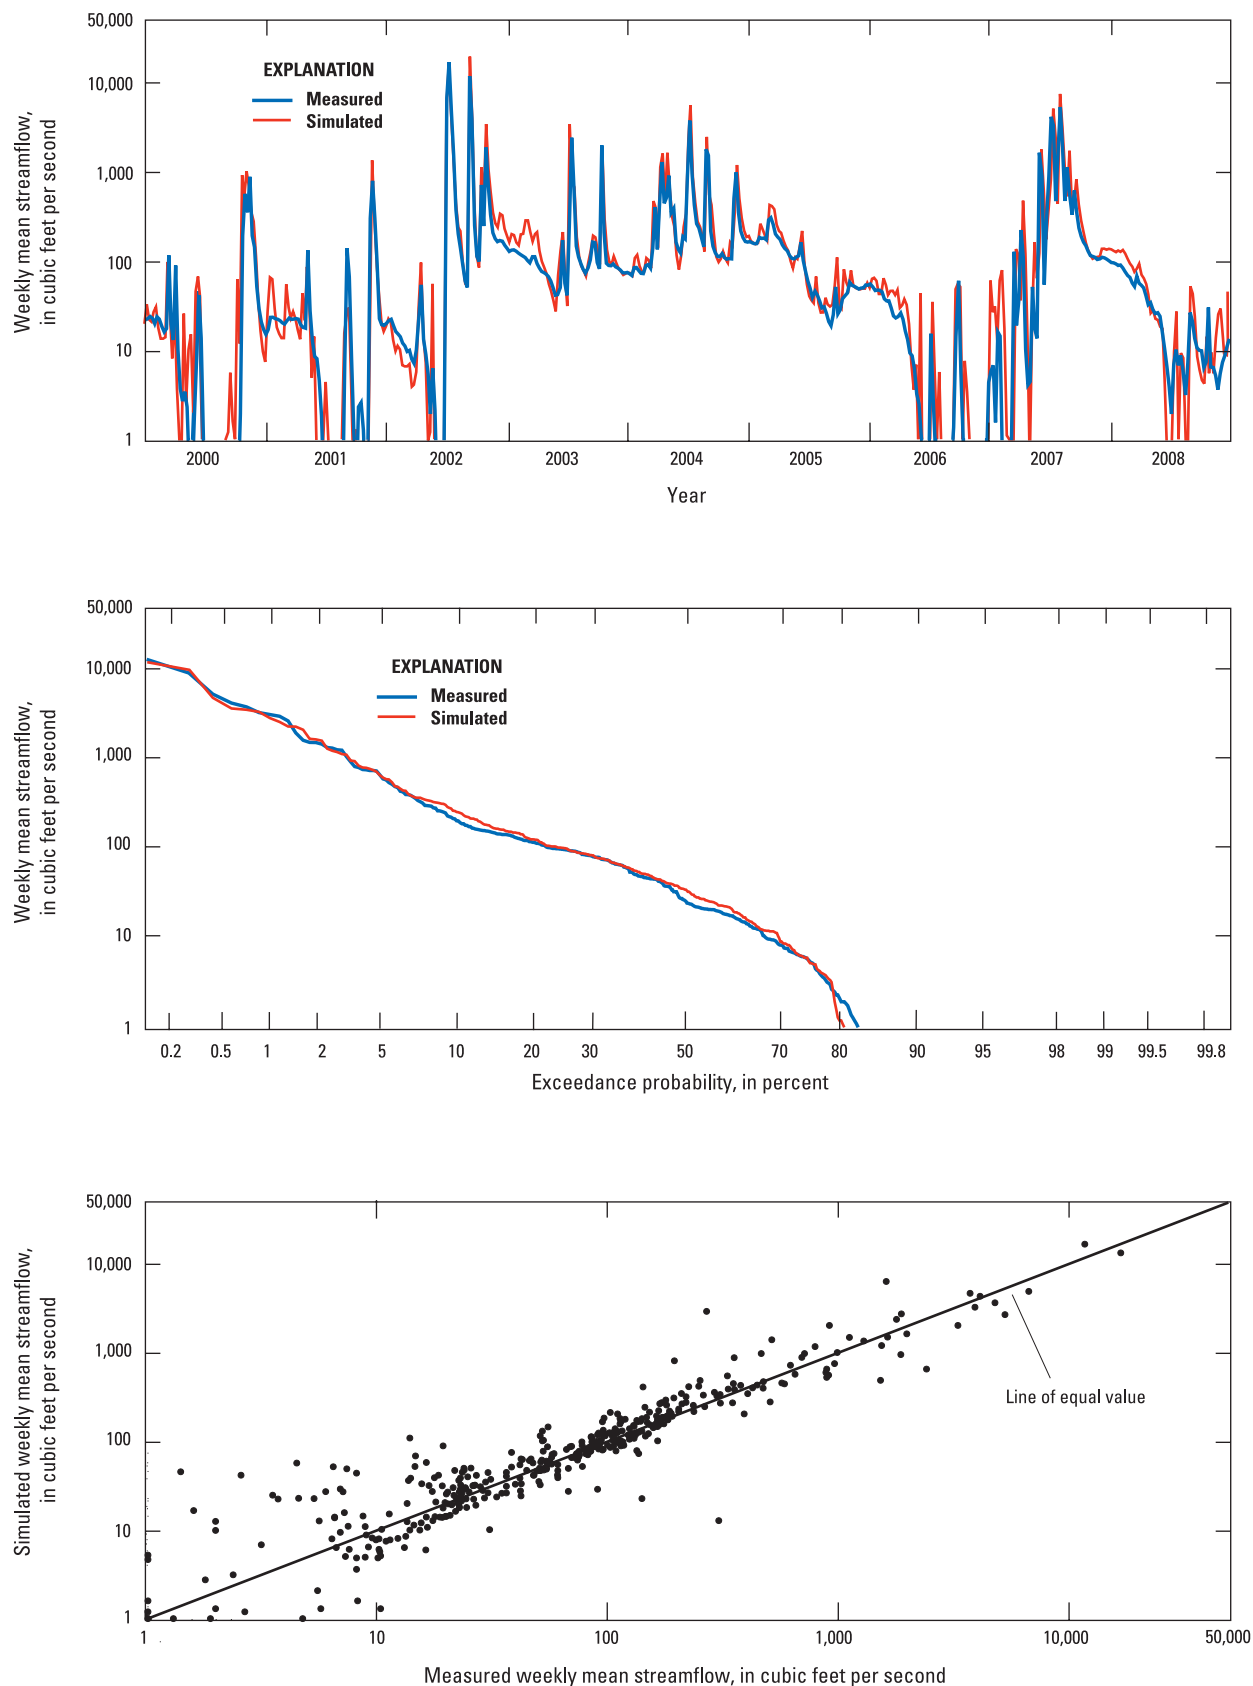 Weekly mean streamflow,
in cubic feet per second
50,000
10,000
1,000
100
10
1
EXPLANATION
Measured
Simulated
2000 2001 2002 2003 2004 2005 2006 2007 2008
Year
Weekly mean streamflow,
in cubic feet per second
50,000
10,000
1,000
100
10
1
EXPLANATION
Measured
Simulated
0.2 0.5 1 2 5 10 20 30 50 70 80 90 95 98 99 99.5 99.8
Exceedance probability, in percent
Simulated weekly mean streamflow,
in cubic feet per second
50,000
10,000
1,000
100
10
1
Line of equal value
1 10 100 1,000 10,000 50,000
Measured weekly mean streamflow, in cubic feet per second